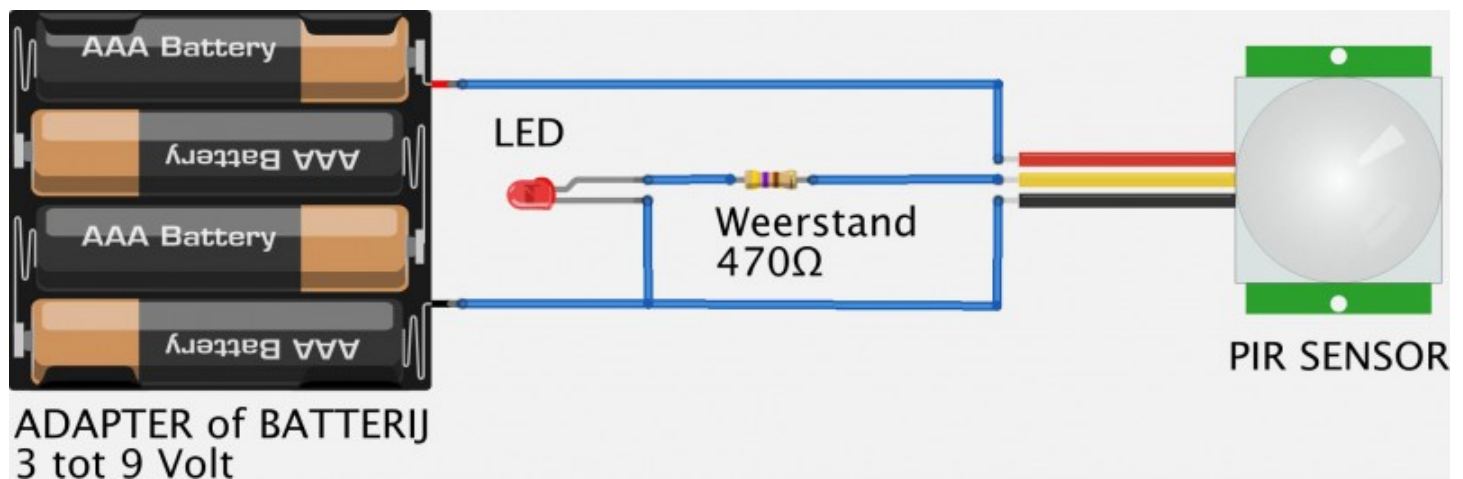 AAA Battery
LED
AAA Battery
Weerstand
470Ω
AAA Battery
AAA Battery
PIR SENSOR
ADAPTER of BATTERIJ
3 tot 9 Volt